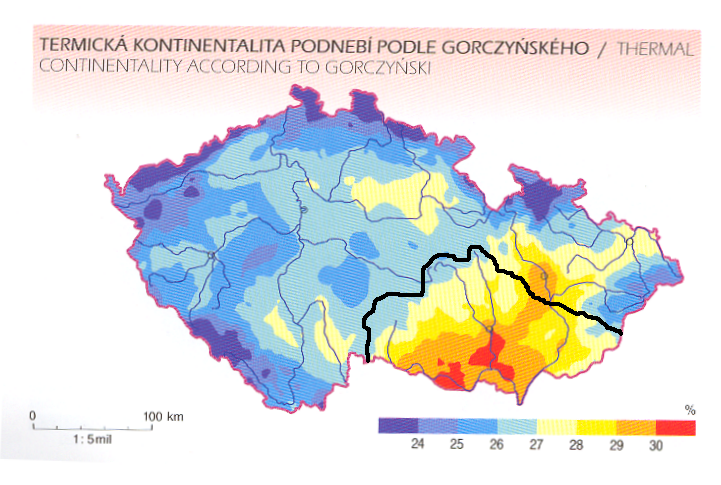 TERMICKÁ KONTINENTALITA PODNEBÍ PODLE GORCZYŃSKÉHO / THERMAL
CONTINENTALITY ACCORDING TO GORCZYŃSKI
0 100 km
1 : 5mil
%
24 25 26 27 28 29 30